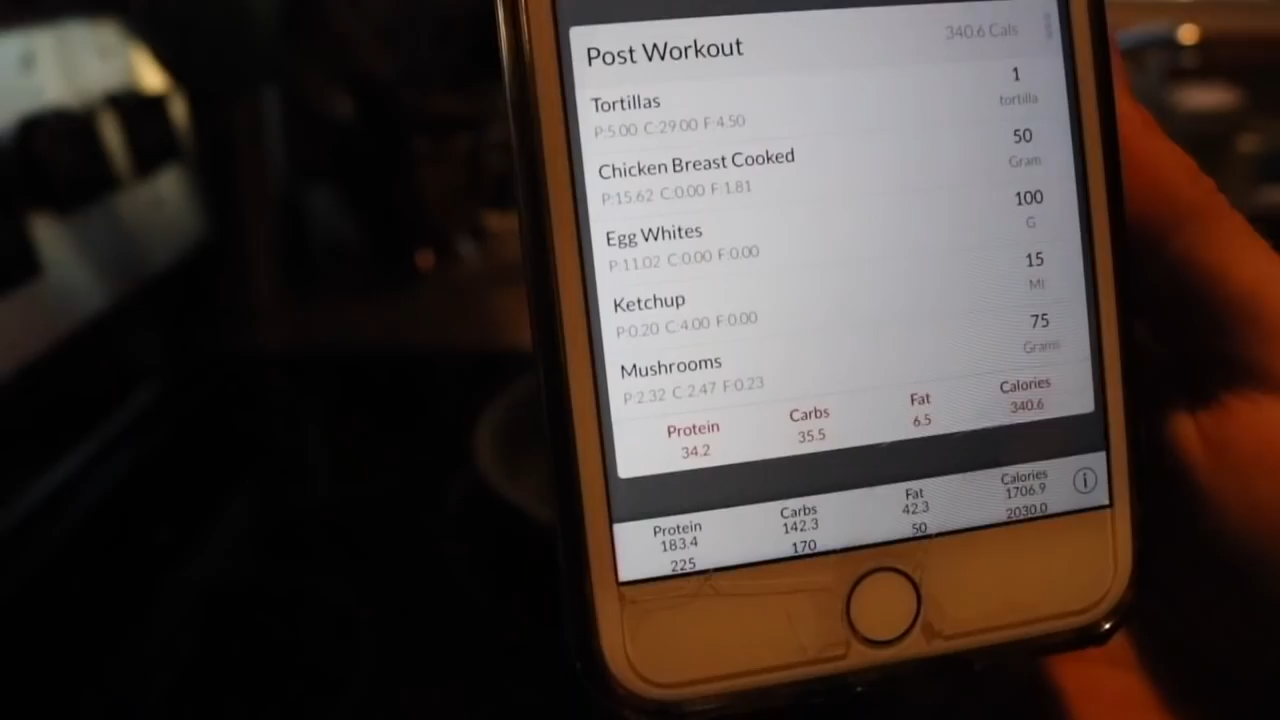 Post Workout 340.6 Cals
Tortillas 1
P:5.00 C:29.00 F:4.50 tortilla
Chicken Breast Cooked 50
P:15.62 C:0.00 F:1.81 Gram
Egg Whites 100
P:11.02 C:0.00 F:0.00 G
Ketchup 15
P:0.20 C:4.00 F:0.00 Ml
Mushrooms 75
P:2.32 C:2.47 F:0.23 Grams
Protein Carbs Fat Calories
34.2 35.5 6.5 340.6
Protein Carbs Fat Calories
183.4 142.3 42.3 1706.9
225 170 50 2030.0